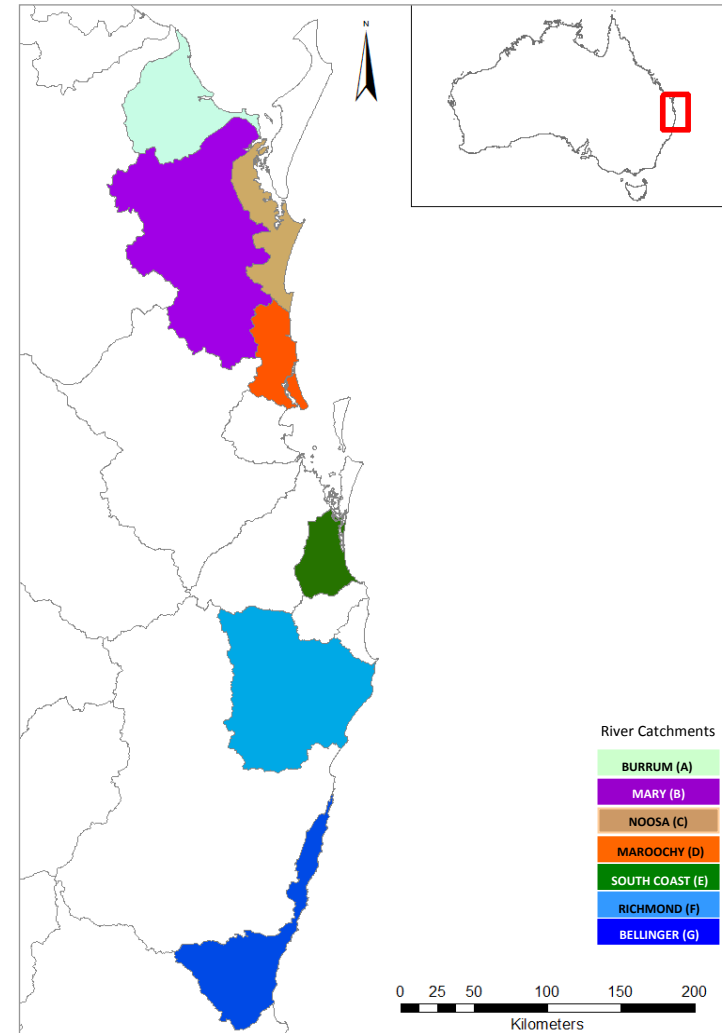 N
River Catchments
BURRUM (A)
MARY (B)
NOOSA (C)
MAROOCHY (D)
SOUTH COAST (E)
RICHMOND (F)
BELLINGER (G)
0 25 50 100 150 200
Kilometers